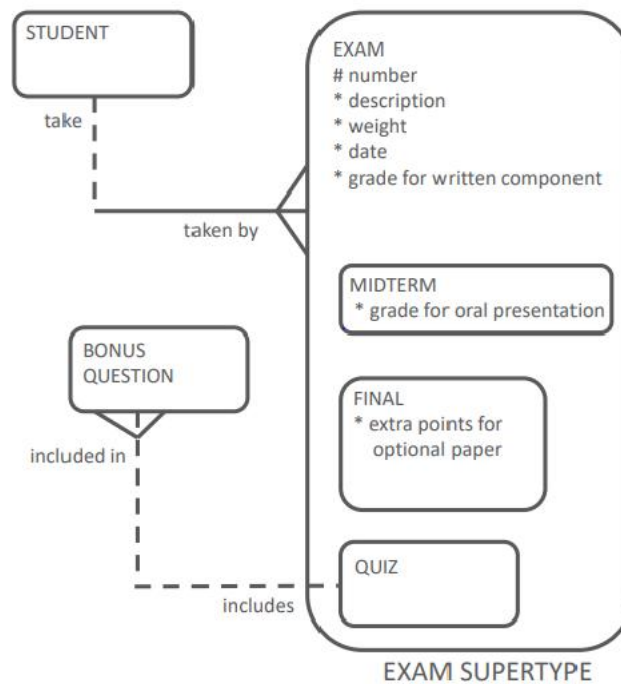 STUDENT
take
EXAM
# number
* description
* weight
* date
* grade for written component
taken by
MIDTERM
* grade for oral presentation
BONUS
QUESTION
included in
FINAL
* extra points for
optional paper
QUIZ
includes
EXAM SUPERTYPE